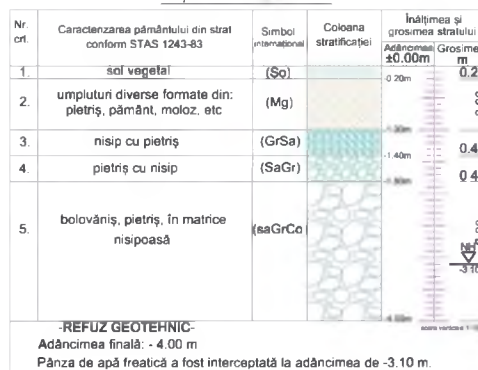 Nr. crt.
Caracterizarea pământului din strat conform STAS 1243-83
Simbol internațional
Coloana stratificației
Înălțimea și grosimea stratului
Adâncimea ±0.00m
Grosime m
1. sol vegetal (So) -0.20m 0.2
2. umpluturi diverse formate din: pietriș, pământ, moloz, etc (Mg)
3. nisip cu pietriș (GrSa) -1.40m 0.4
4. pietriș cu nisip (SaGr) 0.4
5. bolovăniș, pietriș, în matrice nisipoasă (saGrCo)
NH
-3.10
-4.00m
-REFUZ GEOTEHNIC-
Adâncimea finală: - 4.00 m
Pânza de apă freatică a fost interceptată la adâncimea de -3.10 m.